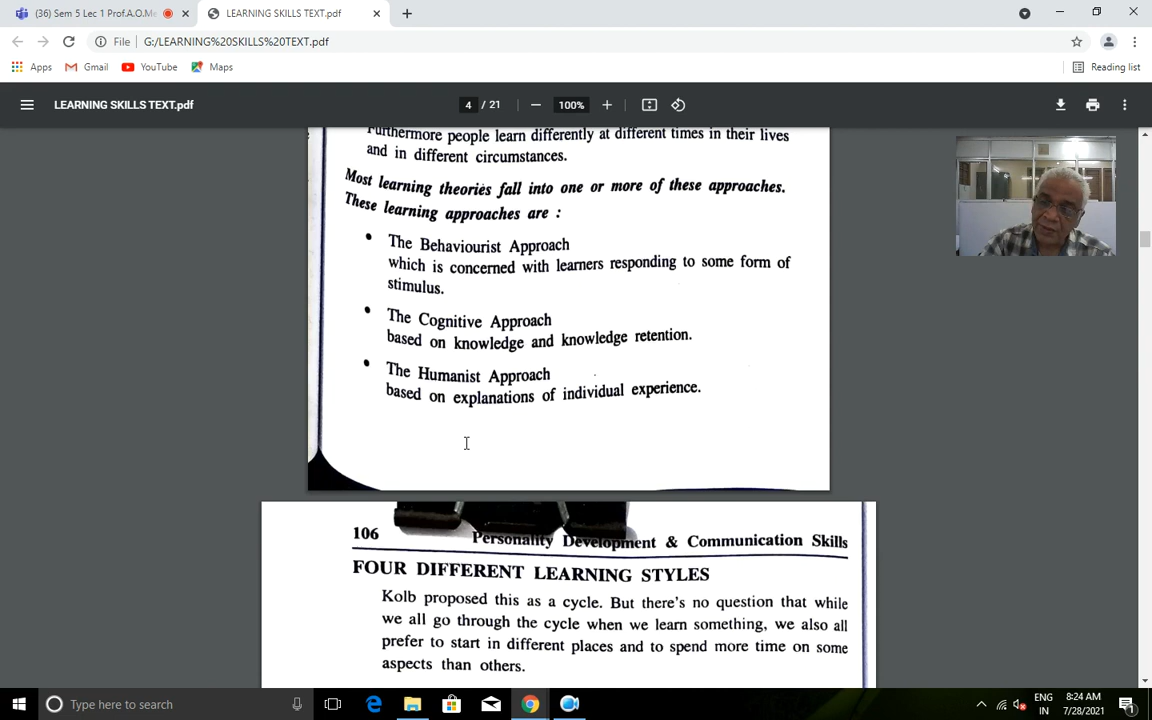 (36) Sem 5 Lec 1 Prof.A.O.Me
LEARNING SKILLS TEXT.pdf
File
G:/LEARNING%20SKILLS%20TEXT.pdf
Apps
Gmail
YouTube
Maps
Reading list
LEARNING SKILLS TEXT.pdf
4 / 21
100%
Furthermore people learn differently at different times in their lives
and in different circumstances.
Most learning theories fall into one or more of these approaches.
These learning approaches are :
• The Behaviourist Approach
which is concerned with learners responding to some form of
stimulus.
• The Cognitive Approach
based on knowledge and knowledge retention.
• The Humanist Approach
based on explanations of individual experience.
106
Personality Development & Communication Skills
FOUR DIFFERENT LEARNING STYLES
Kolb proposed this as a cycle. But there's no question that while
we all go through the cycle when we learn something, we also all
prefer to start in different places and to spend more time on some
aspects than others.
Type here to search
ENG
IN
8:24 AM
7/28/2021
1